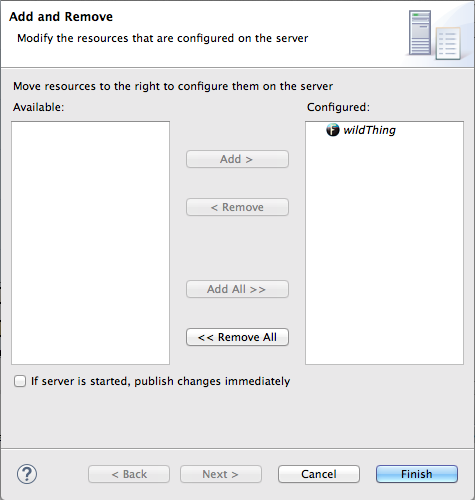 Add and Remove
Modify the resources that are configured on the server
Move resources to the right to configure them on the server
Available:
Configured:
wildThing
Add >
< Remove
Add All >>
<< Remove All
If server is started, publish changes immediately
?
< Back
Next >
Cancel
Finish